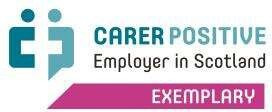 CARER POSITIVE
Employer in Scotland
EXEMPLARY